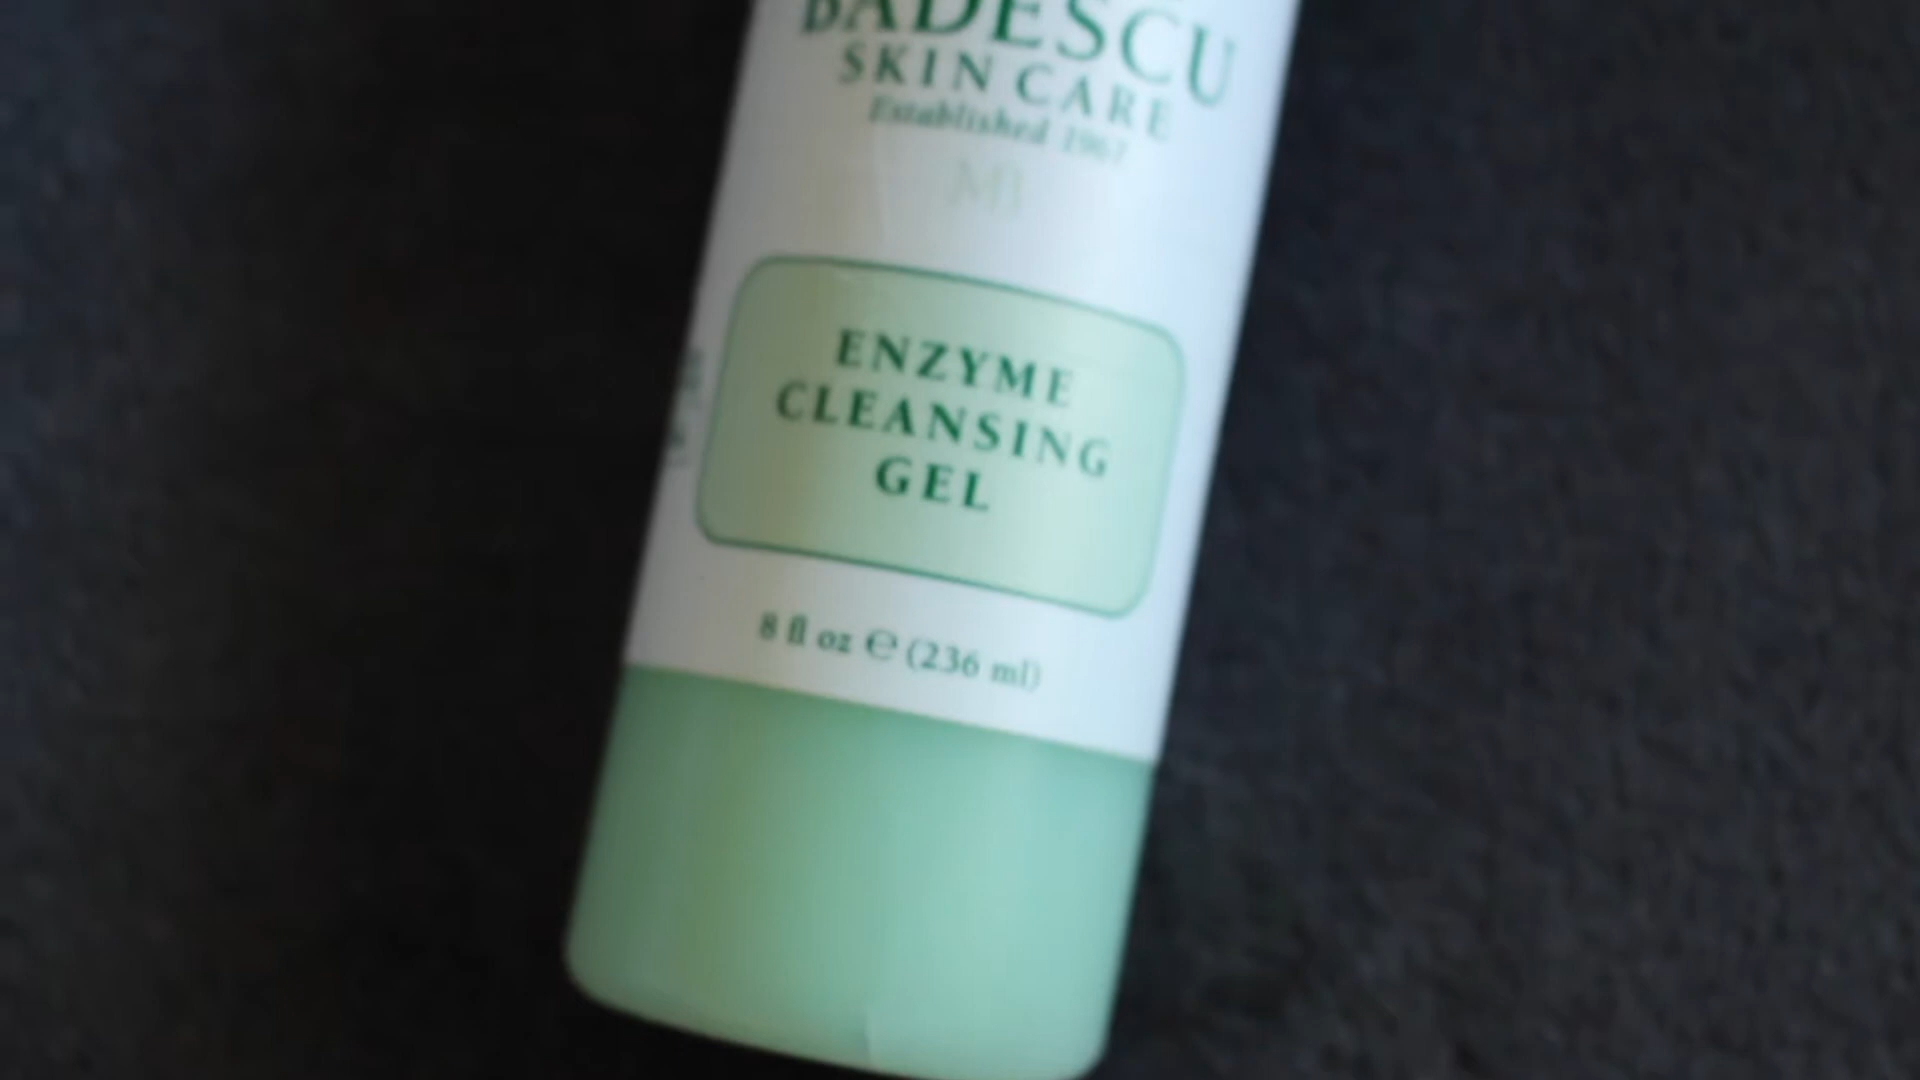 BADESCU
SKIN CARE
Established 1967
ENZYME
CLEANSING
GEL
8 fl oz ℮ (236 ml)